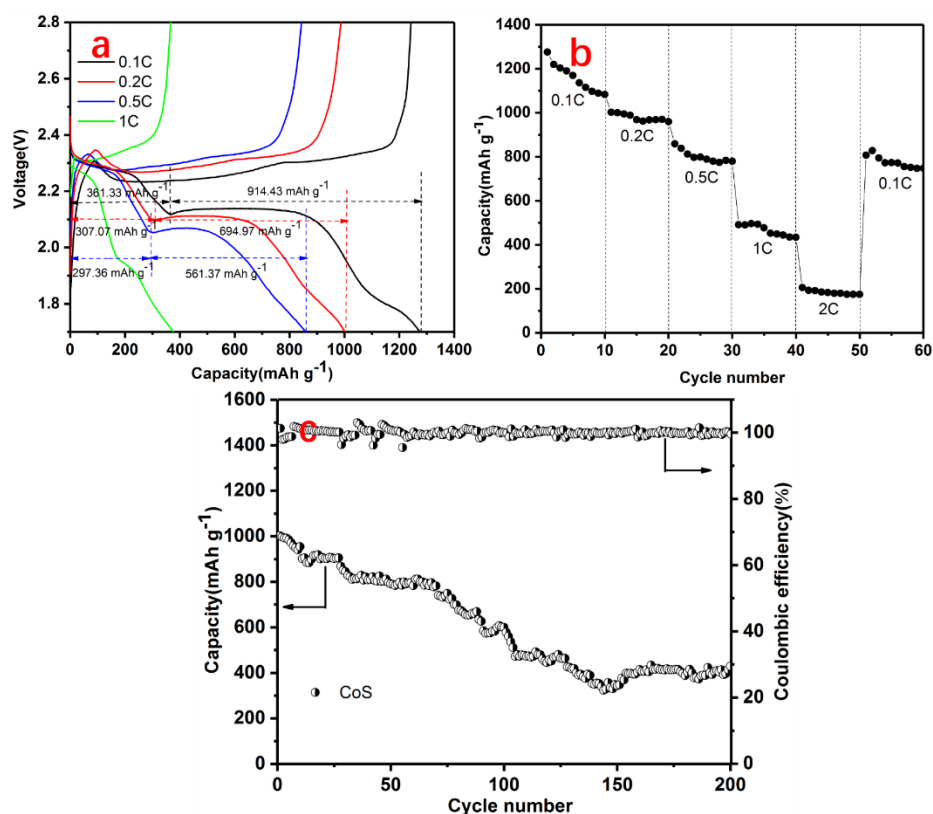 a
0.1C
0.2C
0.5C
1C
361.33 mAh g-1
914.43 mAh g-1
307.07 mAh g-1
694.97 mAh g-1
297.36 mAh g-1
561.37 mAh g-1
2.8
2.6
2.4
2.2
2.0
1.8
Voltage(V)
0 200 400 600 800 1000 1200 1400
Capacity(mAh g-1)
b
0.1C
0.2C
0.5C
1C
2C
0.1C
1400
1200
1000
800
600
400
200
0
Capacity(mAh g-1)
0 10 20 30 40 50 60
Cycle number
c
1600
1400
1200
1000
800
600
400
200
0
Capacity(mAh g-1)
CoS
100
80
60
40
20
0
Coulombic efficiency(%)
0 50 100 150 200
Cycle number